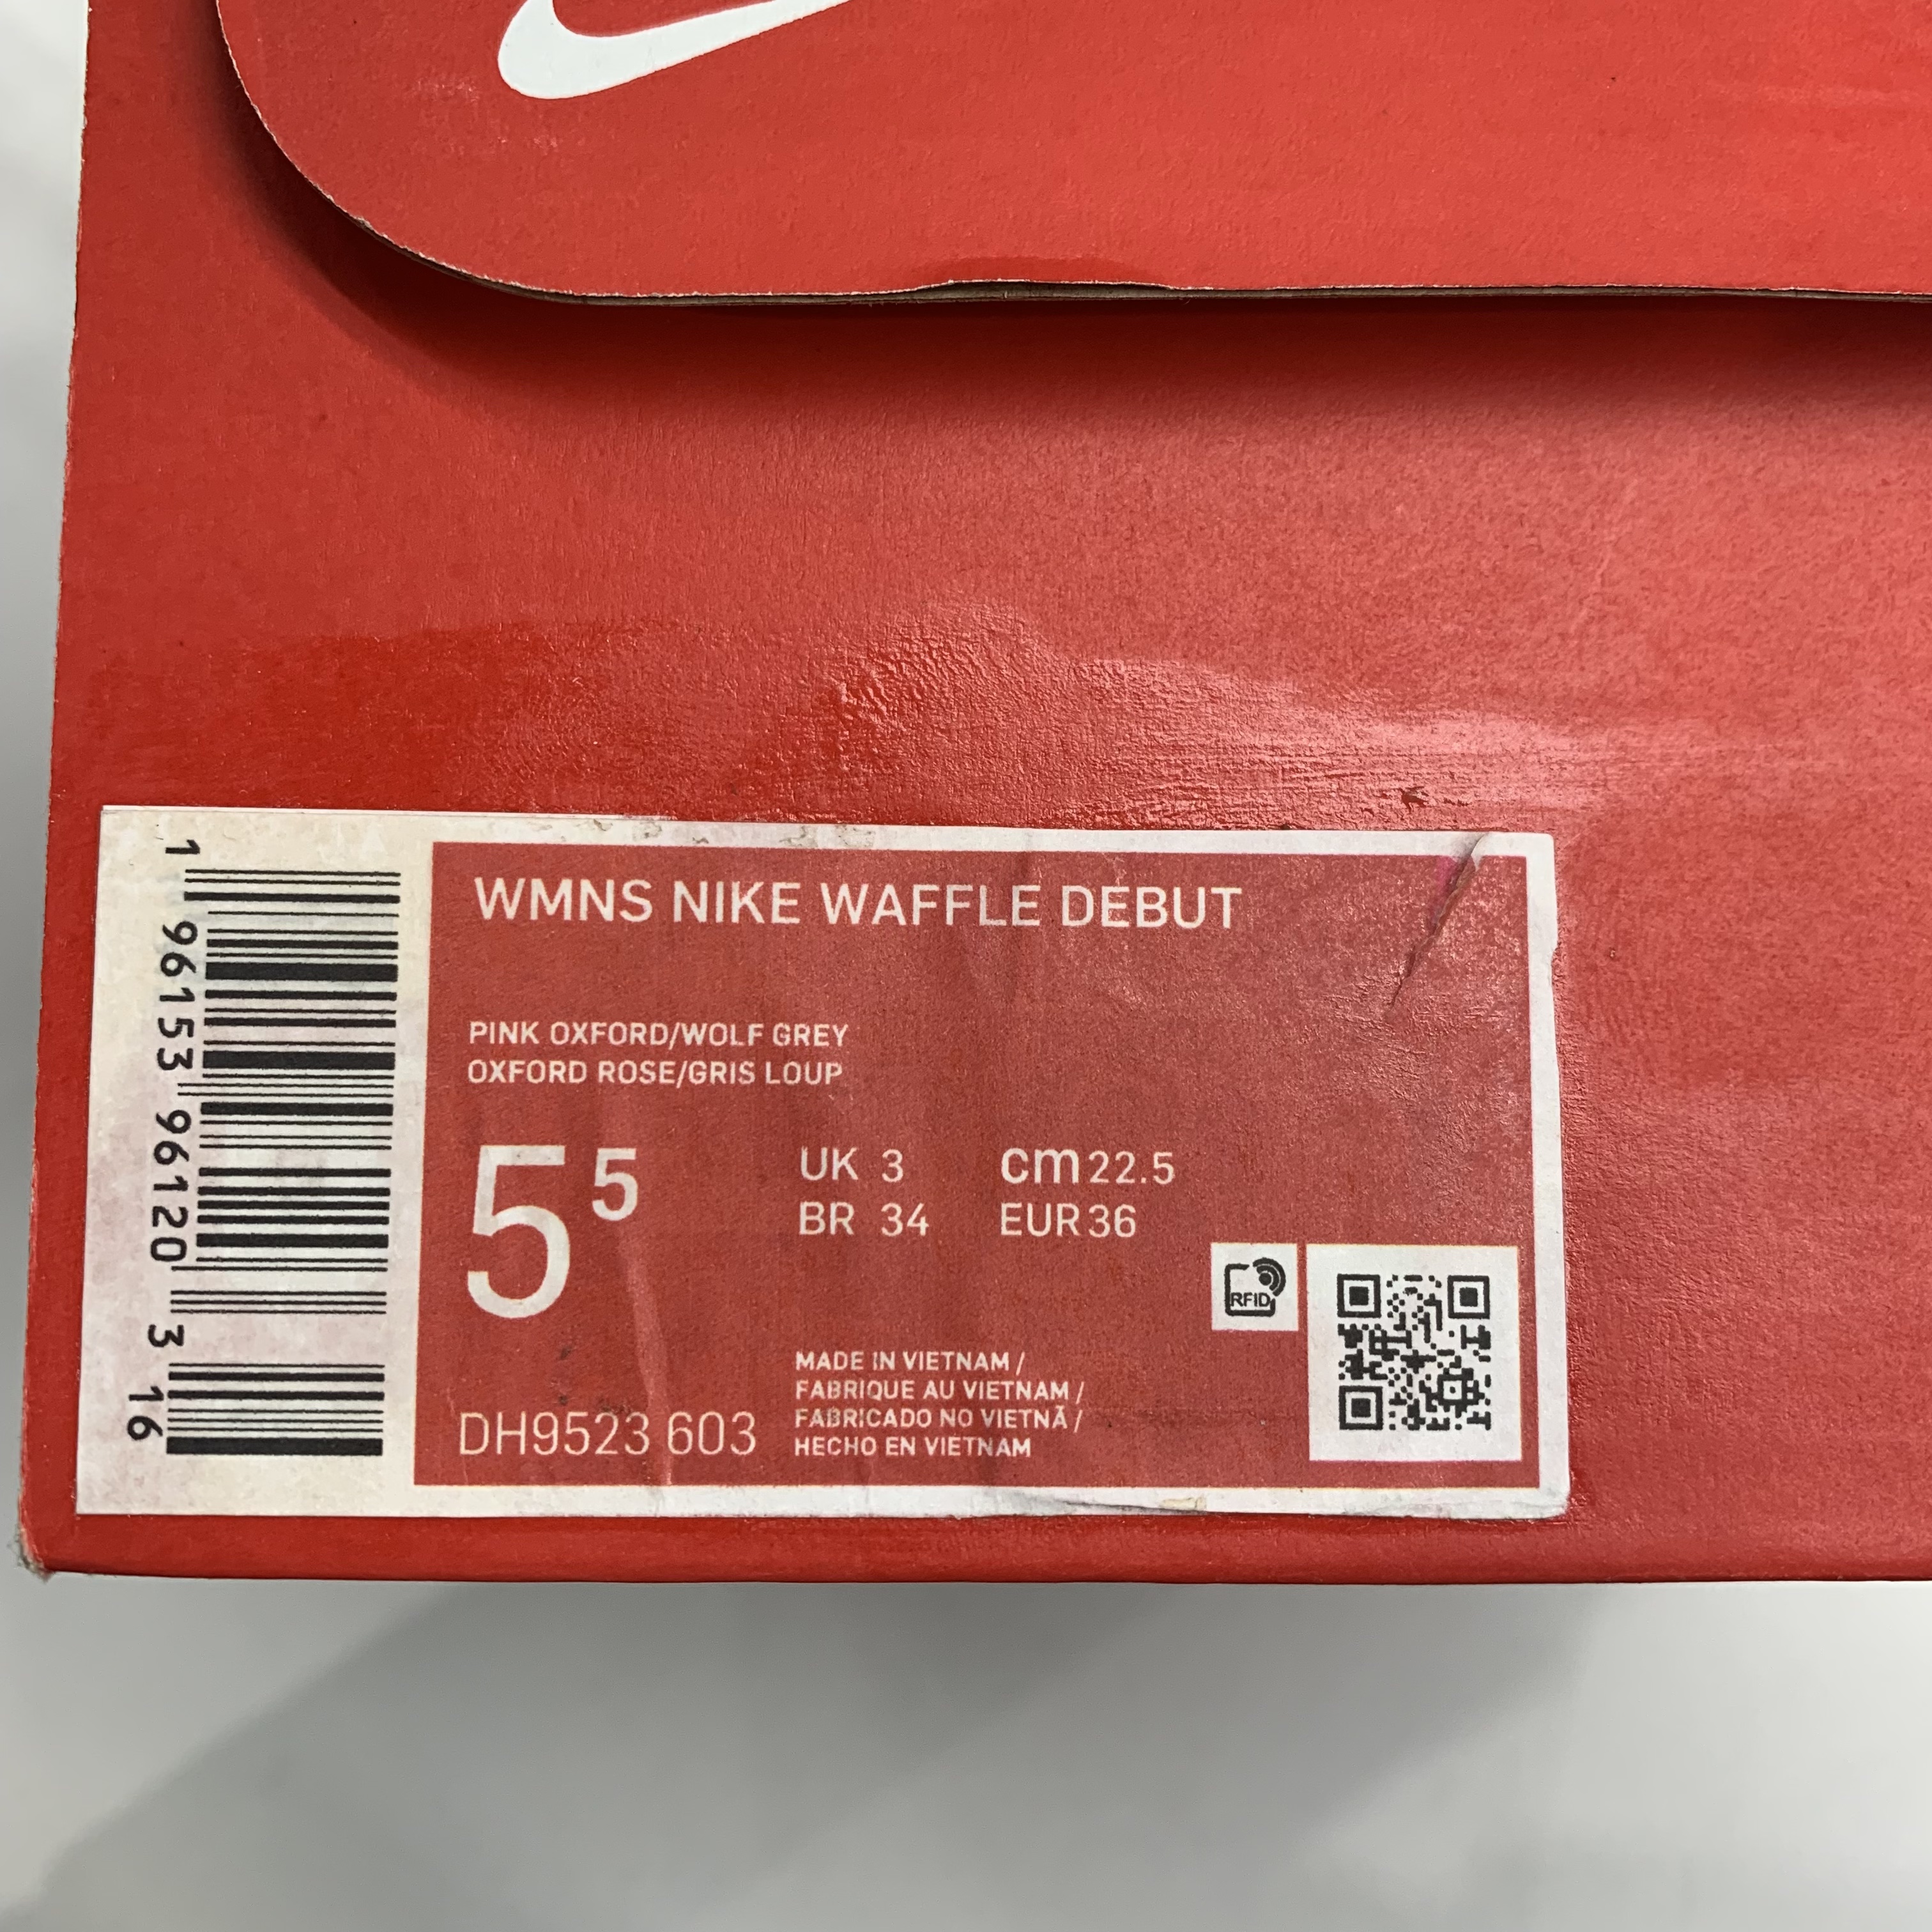 WMNS NIKE WAFFLE DEBUT
PINK OXFORD/WOLF GREY
OXFORD ROSE/GRIS LOUP
5 5
UK 3 cm 22.5
BR 34 EUR 36
RFID
DH9523 603
MADE IN VIETNAM /
FABRIQUE AU VIETNAM /
FABRICADO NO VIETNÃ /
HECHO EN VIETNAM
1 96153 96120 3 16